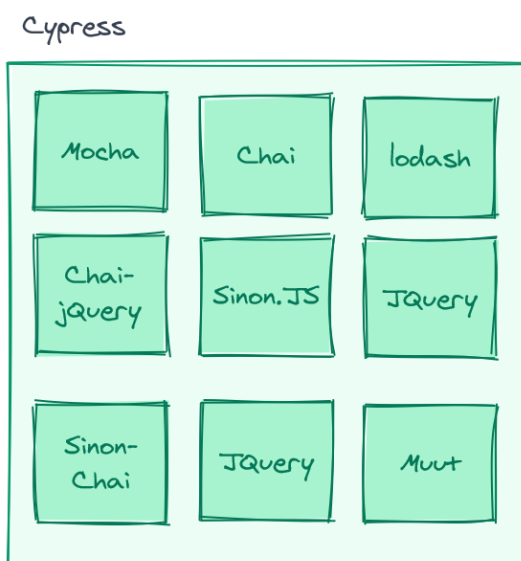 Cypress
Mocha
Chai
lodash
Chai-
jQuery
Sinon.JS
JQuery
Sinon-
Chai
JQuery
Muut